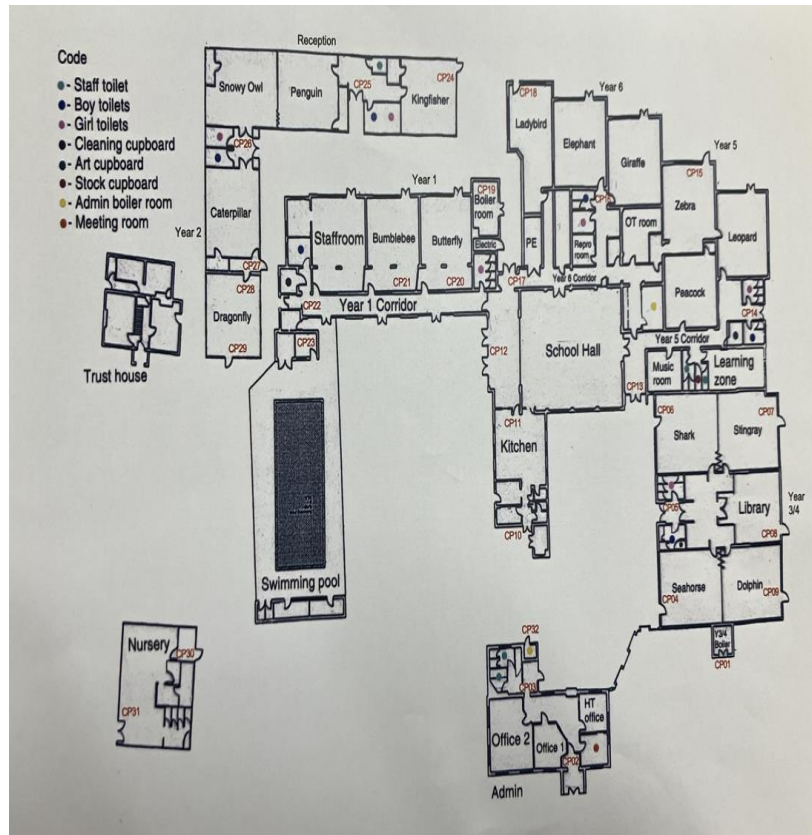 Reception
Code
- Staff toilet
- Boy toilets
- Girl toilets
- Cleaning cupboard
- Art cupboard
- Stock cupboard
- Admin boiler room
- Meeting room
Snowy Owl
Penguin
CP25
CP24
Kingfisher
CP26
Year 2
Caterpillar
CP27
CP28
Dragonfly
CP29
Trust house
Year 1
Staffroom
Bumblebee
Butterfly
CP19
Boiler room
Electric
CP21
CP20
CP22
Year 1 Corridor
CP23
CP17
CP18
Ladybird
Year 6
Elephant
Giraffe
Year 5
CP15
Zebra
Leopard
CP16
PE
Repro room
OT room
Year 6 Corridor
Peacock
CP14
CP12
School Hall
Year 5 Corridor
Music room
Learning zone
CP13
CP11
Kitchen
CP10
CP06
CP07
Shark
Stingray
CP05
Library
Year 3/4
CP08
Seahorse
Dolphin
CP04
CP09
Y3/4 Boiler
CP01
Swimming pool
Nursery
CP30
CP31
CP32
CP03
HT office
Office 2
Office 1
CP02
Admin